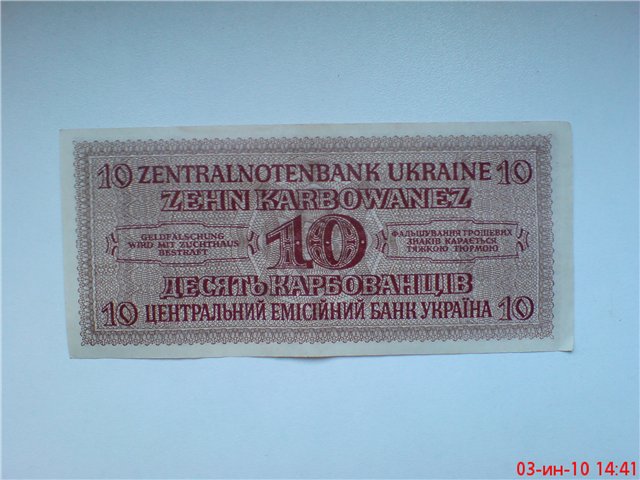 10 ZENTRALNOTENBANK UKRAINE 10
ZEHN KARBOWANEZ
GELDFÄLSCHUNG
WIRD MIT ZUCHTHAUS
BESTRAFT
10
ФАЛЬШУВАННЯ ГРОШЕВИХ
ЗНАКІВ КАРАЄТЬСЯ
ТЯЖКОЮ ТЮРМОЮ
ДЕСЯТЬ КАРБОВАНЦІВ
10 ЦЕНТРАЛЬНИЙ ЕМІСІЙНИЙ БАНК УКРАЇНА 10
03-ин-10 14:41